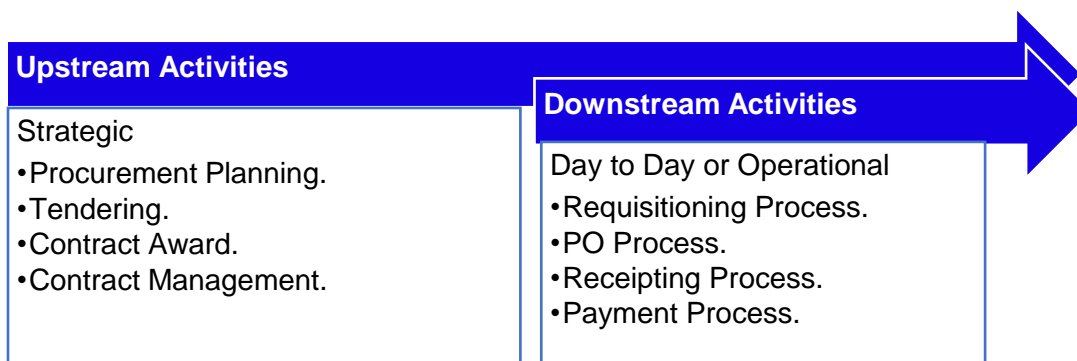 Upstream Activities
Strategic
•Procurement Planning.
•Tendering.
•Contract Award.
•Contract Management.
Downstream Activities
Day to Day or Operational
•Requisitioning Process.
•PO Process.
•Receipting Process.
•Payment Process.